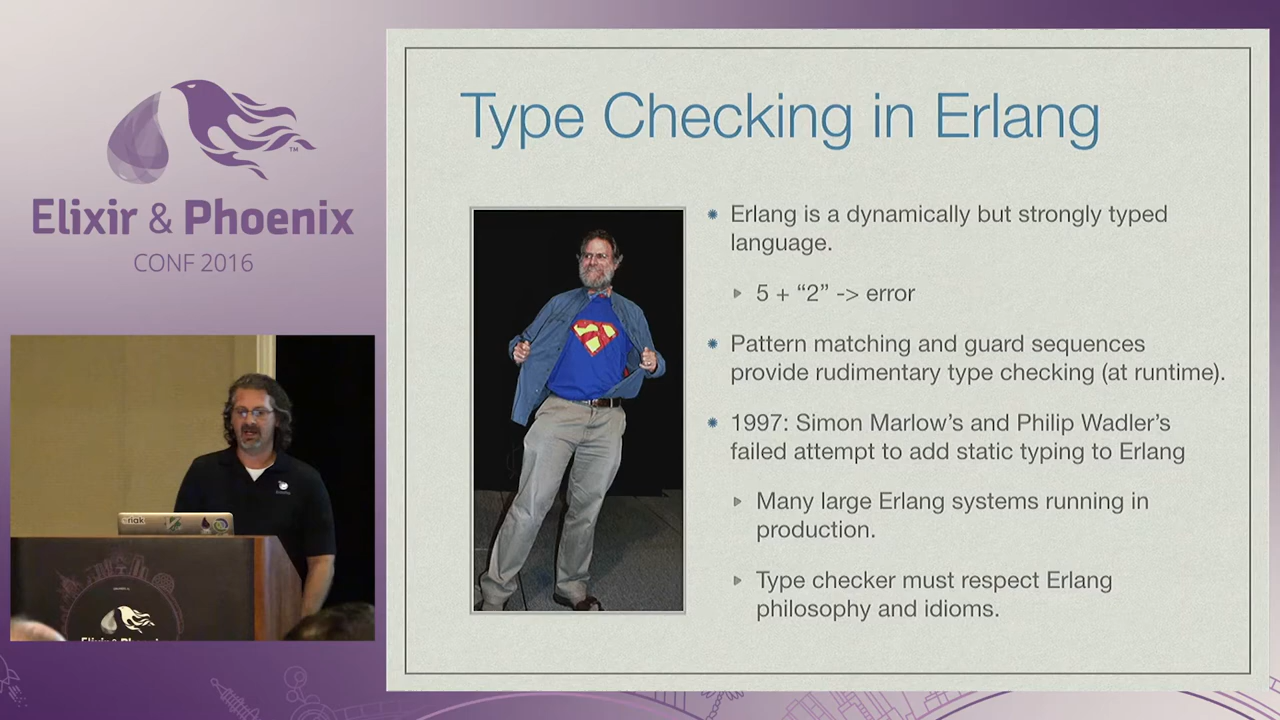 Elixir & Phoenix
CONF 2016
TM
Type Checking in Erlang
Erlang is a dynamically but strongly typed
language.
5 + “2” -> error
Pattern matching and guard sequences
provide rudimentary type checking (at runtime).
1997: Simon Marlow’s and Philip Wadler’s
failed attempt to add static typing to Erlang
Many large Erlang systems running in
production.
Type checker must respect Erlang
philosophy and idioms.
riak
Elixir & Phoenix